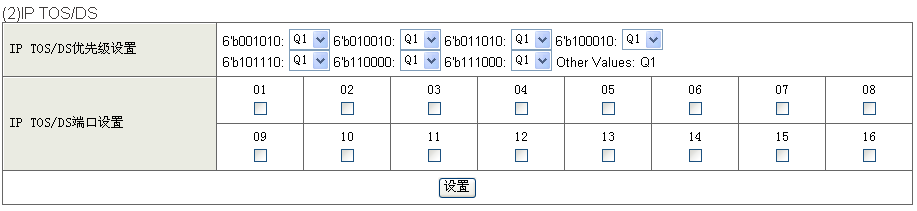 (2)IP TOS/DS
IP TOS/DS优先级设置
6'b001010: Q1 6'b010010: Q1 6'b011010: Q1 6'b100010: Q1
6'b101110: Q1 6'b110000: Q1 6'b111000: Q1 Other Values: Q1
IP TOS/DS端口设置
01 02 03 04 05 06 07 08
09 10 11 12 13 14 15 16
设置